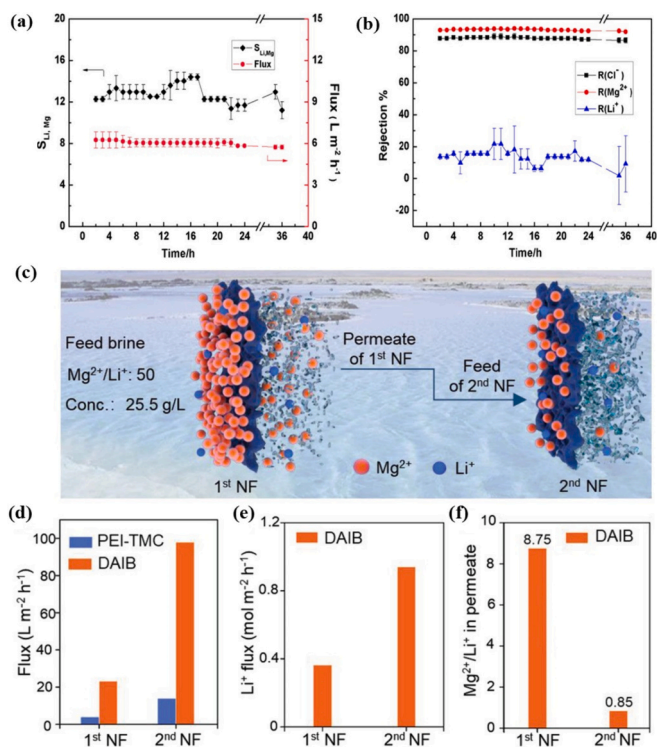 (a)
20
16
12
8
4
0
S Li, Mg
15
12
9
6
3
0
Flux ( L m⁻² h⁻¹ )
S Li,Mg
Flux
0 4 8 12 16 20 24 36 40
Time/h
(b)
100
80
60
40
20
0
-20
Rejection %
R(Cl⁻)
R(Mg²⁺)
R(Li⁺)
0 4 8 12 16 20 24 36 40
Time/h
(c)
Feed brine
Mg²⁺/Li⁺: 50
Conc.: 25.5 g/L
Permeate
of 1st NF
Feed
of 2nd NF
Mg²⁺
Li⁺
1st NF
2nd NF
(d)
PEI-TMC
DAIB
100
80
60
40
20
0
Flux (L m⁻² h⁻¹)
1st NF
2nd NF
(e)
DAIB
1.2
0.8
0.4
0
Li⁺ flux (mol m⁻² h⁻¹)
1st NF
2nd NF
(f)
DAIB
10
8
6
4
2
0
Mg²⁺/Li⁺ in permeate
8.75
0.85
1st NF
2nd NF